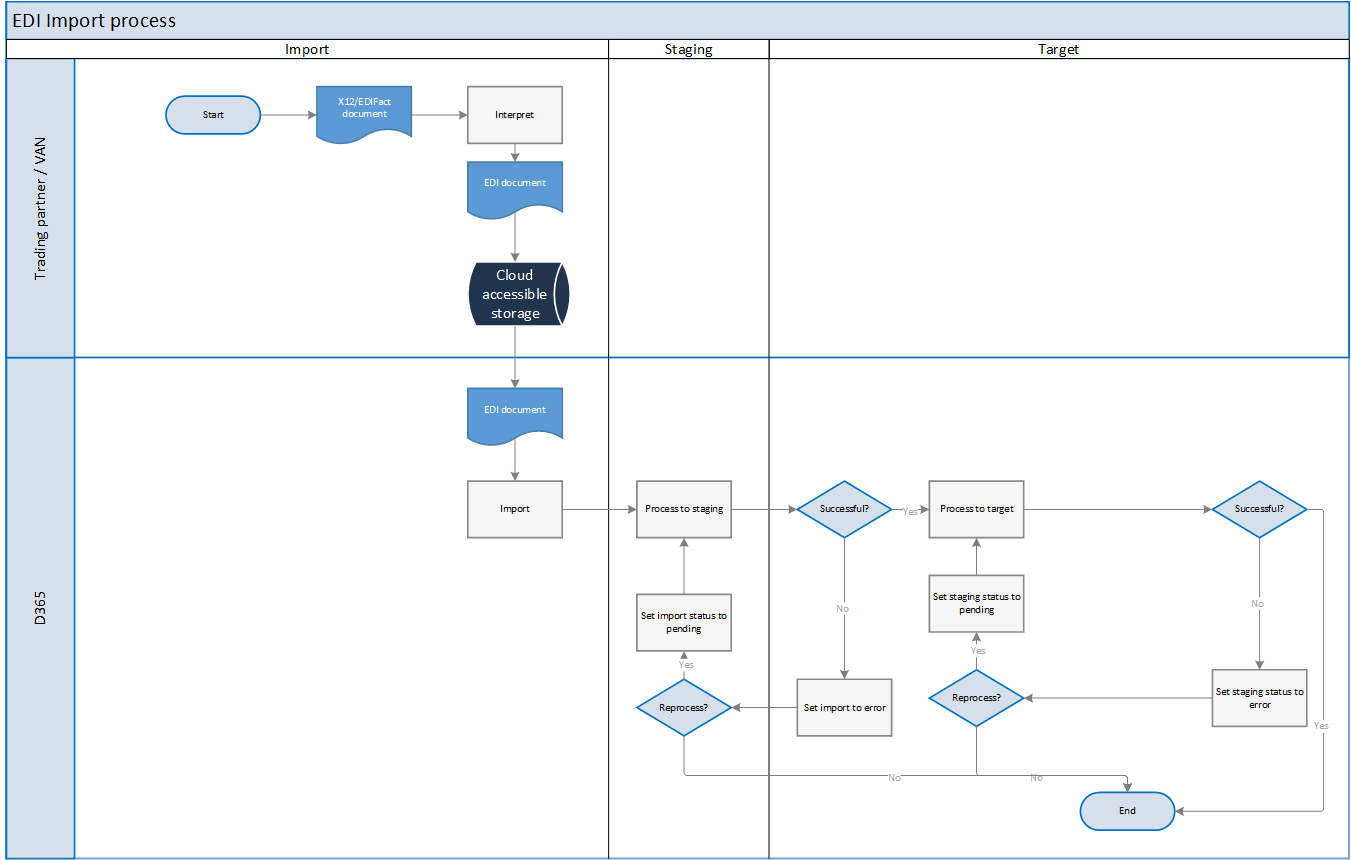 EDI Import process
Import
Staging
Target
Trading partner / VAN
Start
X12/EDIFact
document
Interpret
EDI document
Cloud
accessible
storage
D365
EDI document
Import
Process to staging
Successful?
Yes
Process to target
Successful?
Set import status to
pending
No
Set staging status to
pending
No
Yes
Yes
Reprocess?
Set import to error
Reprocess?
Set staging status to
error
Yes
No
No
End